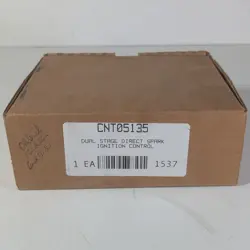 CNT05135
DUAL STAGE DIRECT SPARK
IGNITION CONTROL
1 EA 1537